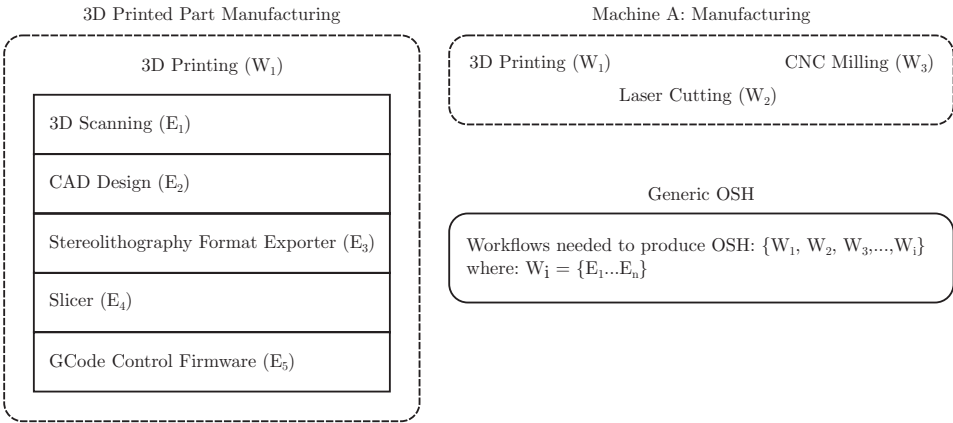 3D Printed Part Manufacturing
3D Printing (W₁)
3D Scanning (E₁)
CAD Design (E₂)
Stereolithography Format Exporter (E₃)
Slicer (E₄)
GCode Control Firmware (E₅)
Machine A: Manufacturing
3D Printing (W₁) CNC Milling (W₃)
Laser Cutting (W₂)
Generic OSH
Workflows needed to produce OSH: {W₁, W₂, W₃,...,Wᵢ}
where: Wi = {E₁...Eₙ}